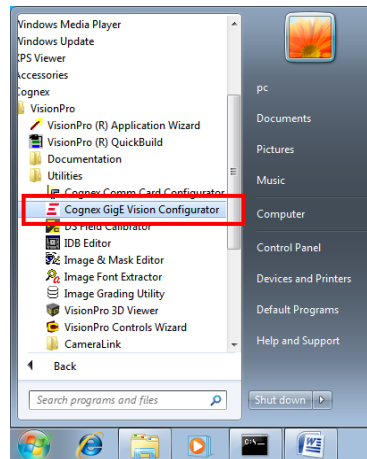 Windows Media Player
Windows Update
XPS Viewer
Accessories
Cognex
VisionPro
VisionPro (R) Application Wizard
VisionPro (R) QuickBuild
Documentation
Utilities
Cognex Comm Card Configurator
Cognex GigE Vision Configurator
DS Field Calibrator
IDB Editor
Image & Mask Editor
Image Font Extractor
Image Grading Utility
VisionPro 3D Viewer
VisionPro Controls Wizard
CameraLink
Back
Search programs and files
pc
Documents
Pictures
Music
Computer
Control Panel
Devices and Printers
Default Programs
Help and Support
Shut down